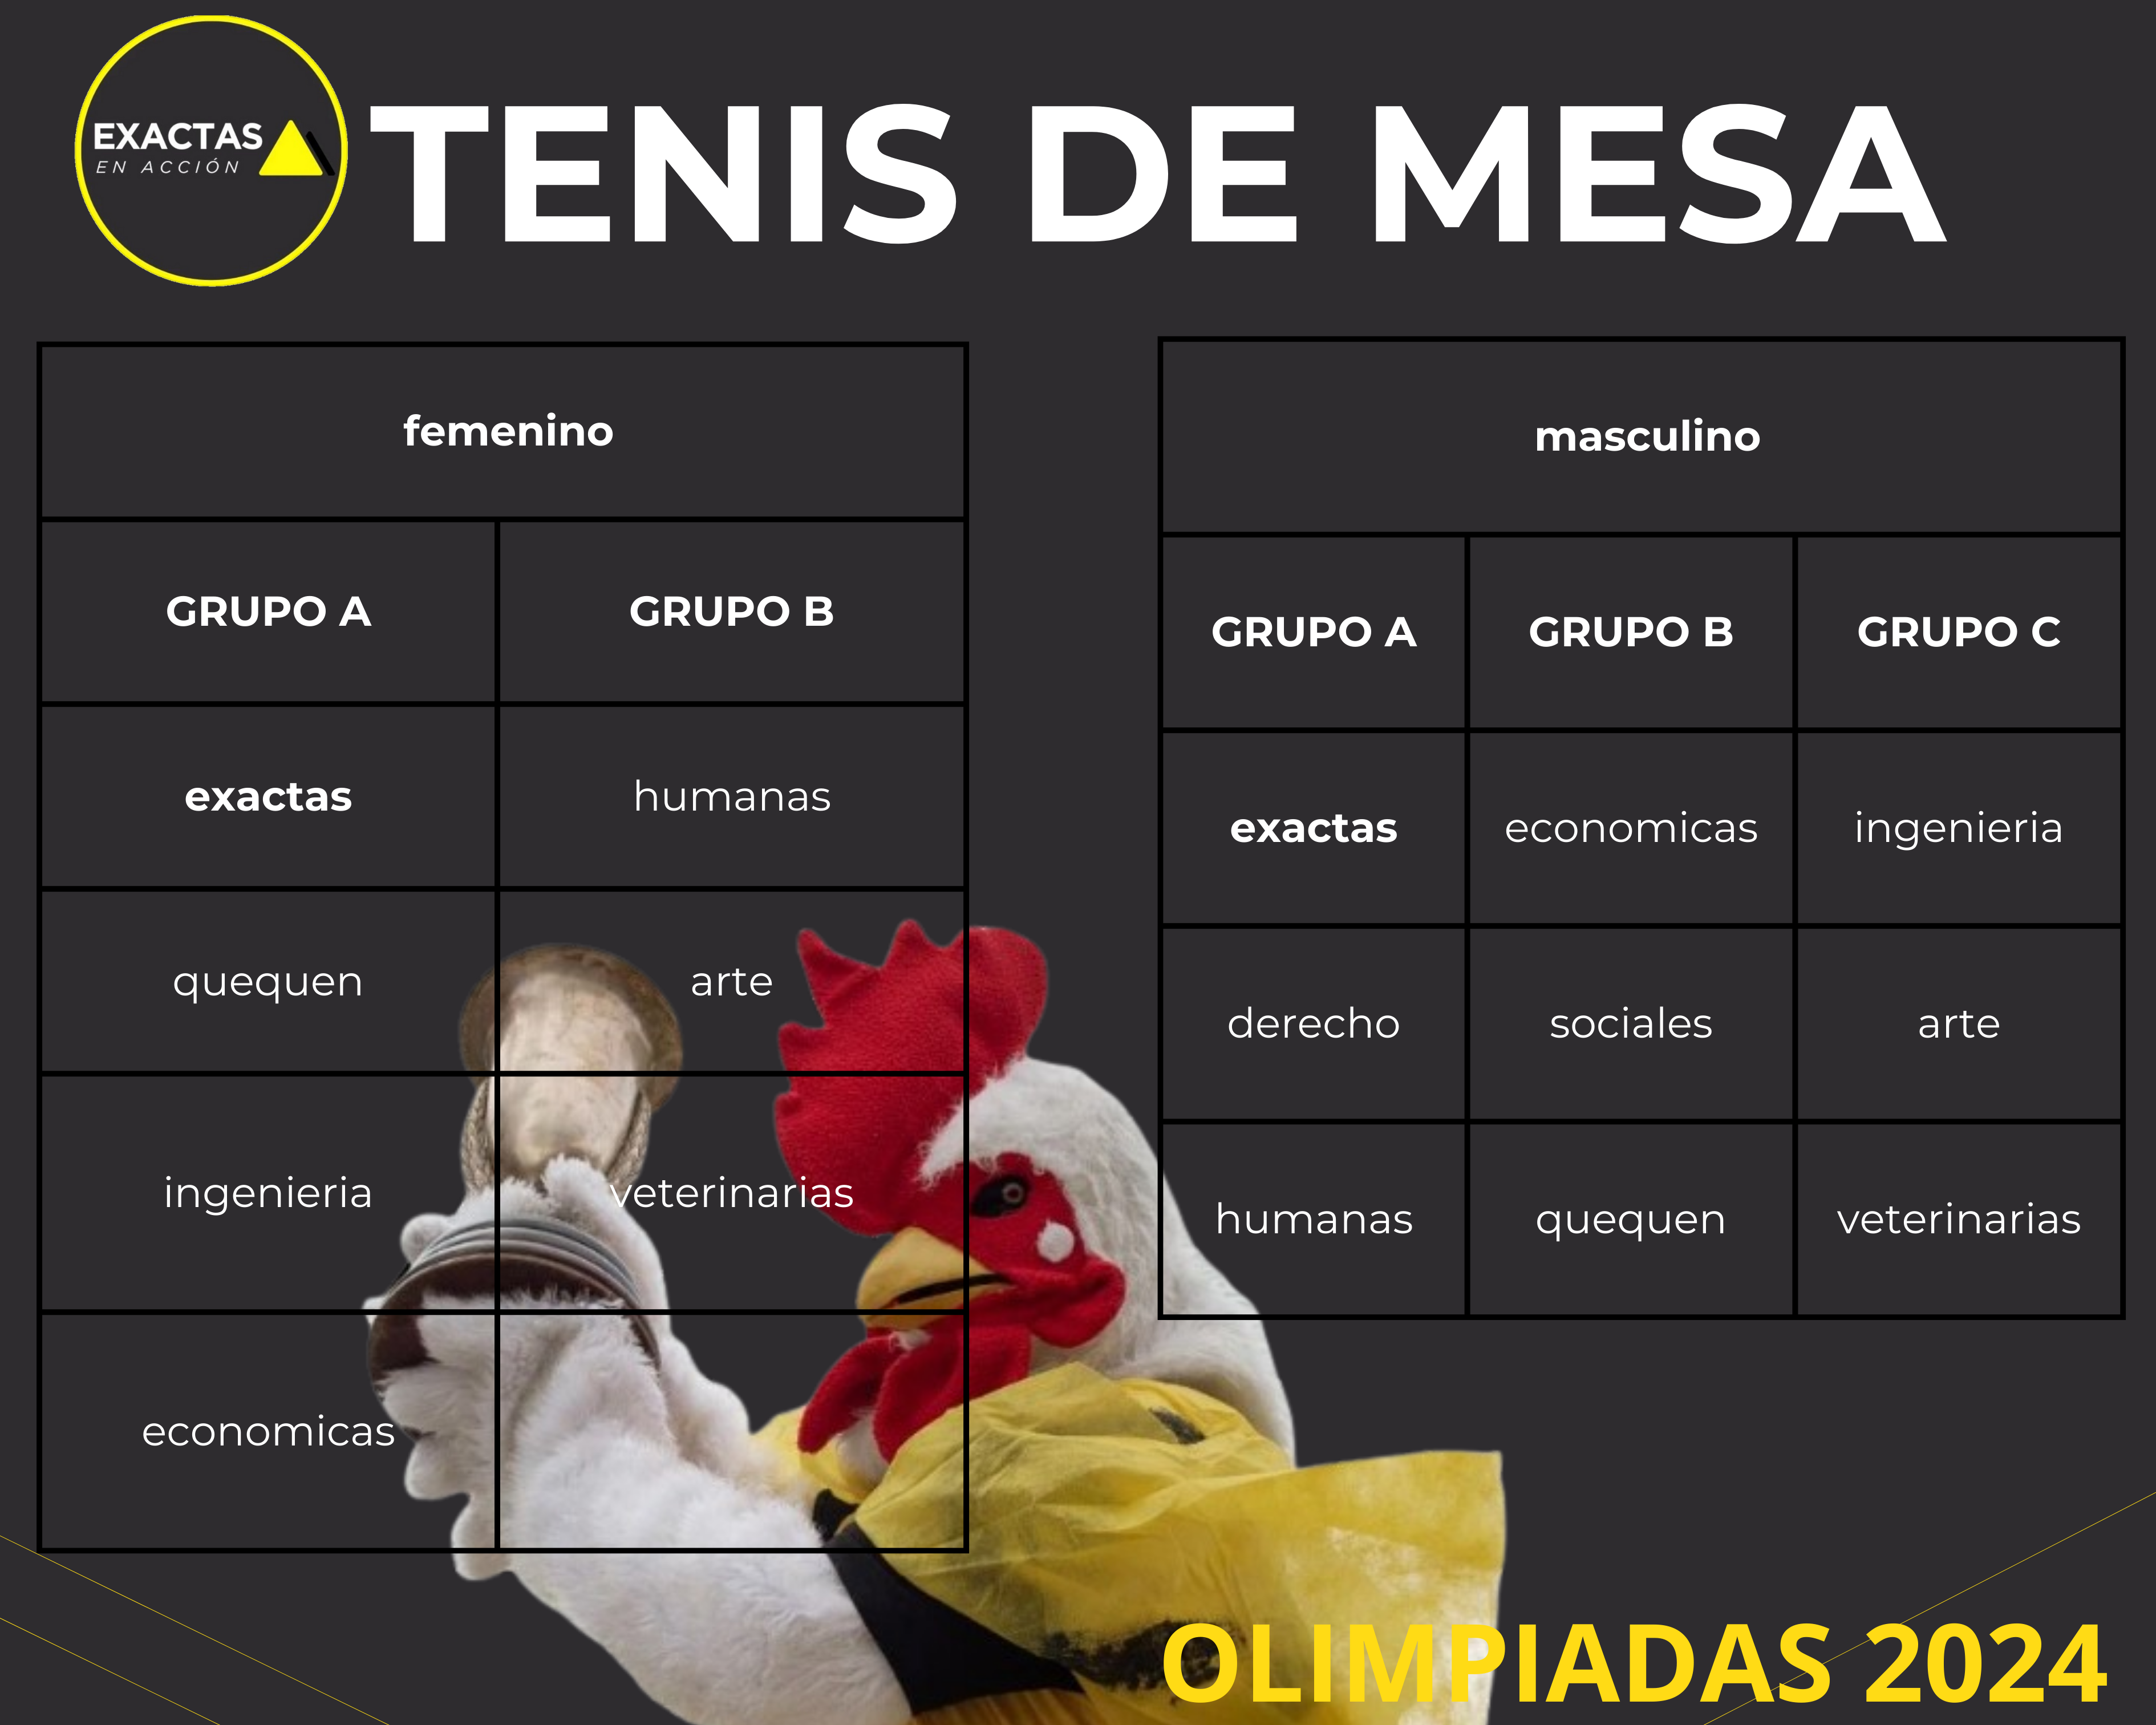 EXACTAS
EN ACCIÓN
TENIS DE MESA
femenino
GRUPO A GRUPO B
exactas humanas
quequen arte
ingenieria veterinarias
economicas
masculino
GRUPO A GRUPO B GRUPO C
exactas economicas ingenieria
derecho sociales arte
humanas quequen veterinarias
OLIMPIADAS 2024